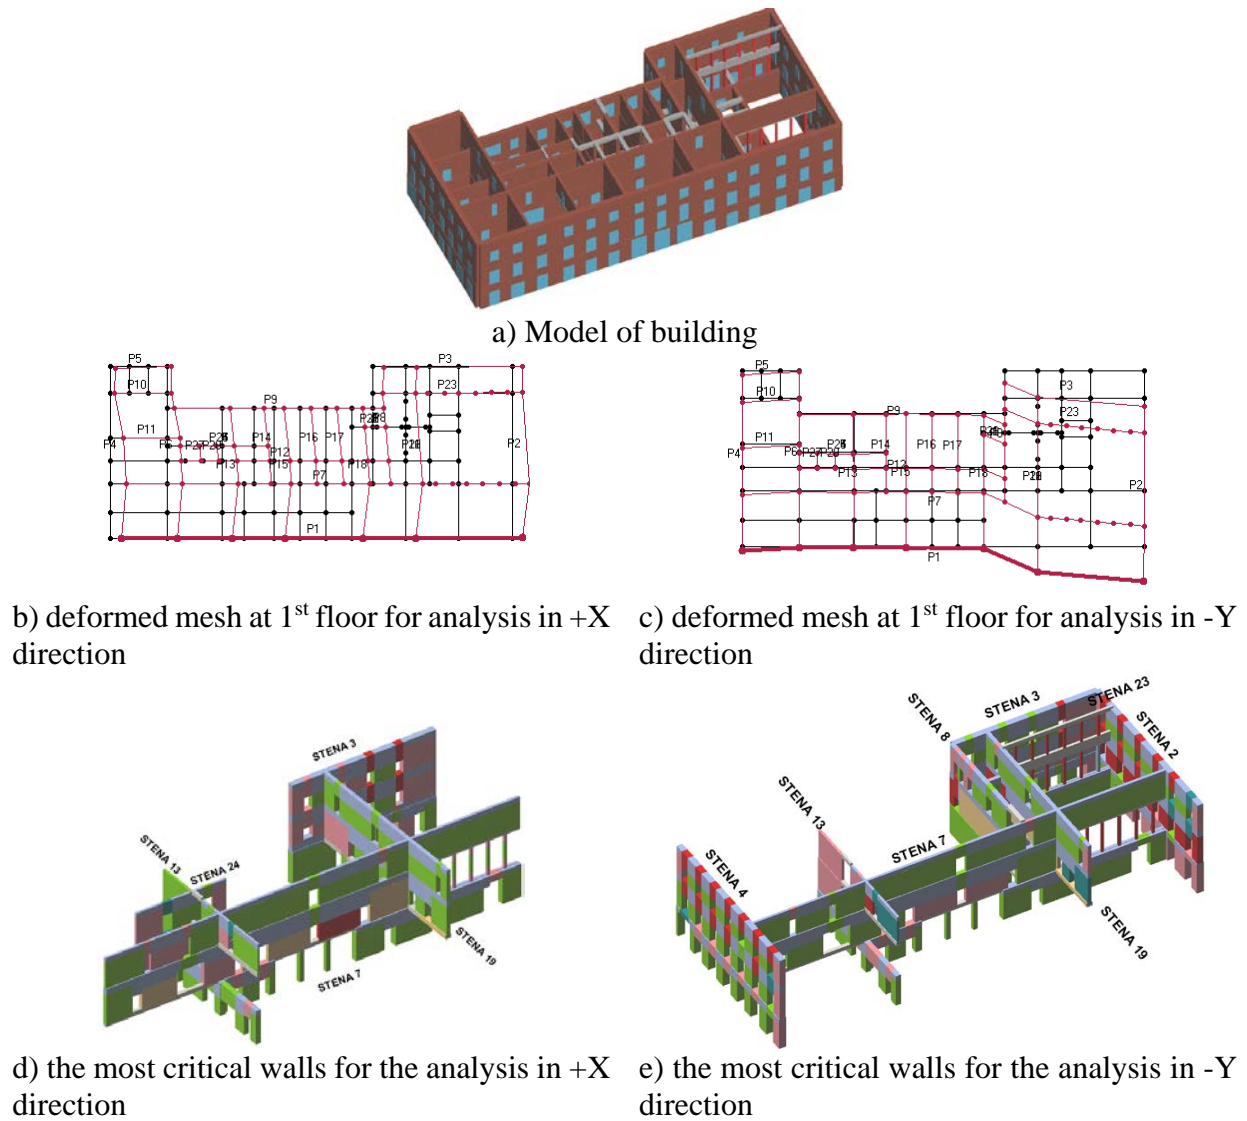 a) Model of building
P5
P3
P10
P23
P9
P4
P11
P14
P16
P17
P2
P12
P13
P15
P18
P7
P1
P5
P10
P3
P23
P9
P11
P4
P6
P14
P16
P17
P12
P13
P15
P18
P7
P2
P1
b) deformed mesh at 1st floor for analysis in +X
direction
c) deformed mesh at 1st floor for analysis in -Y
direction
STENA 3
STENA 13
STENA 24
STENA 7
STENA 19
STENA 3
STENA 23
STENA 8
STENA 2
STENA 13
STENA 7
STENA 4
STENA 19
d) the most critical walls for the analysis in +X
direction
e) the most critical walls for the analysis in -Y
direction